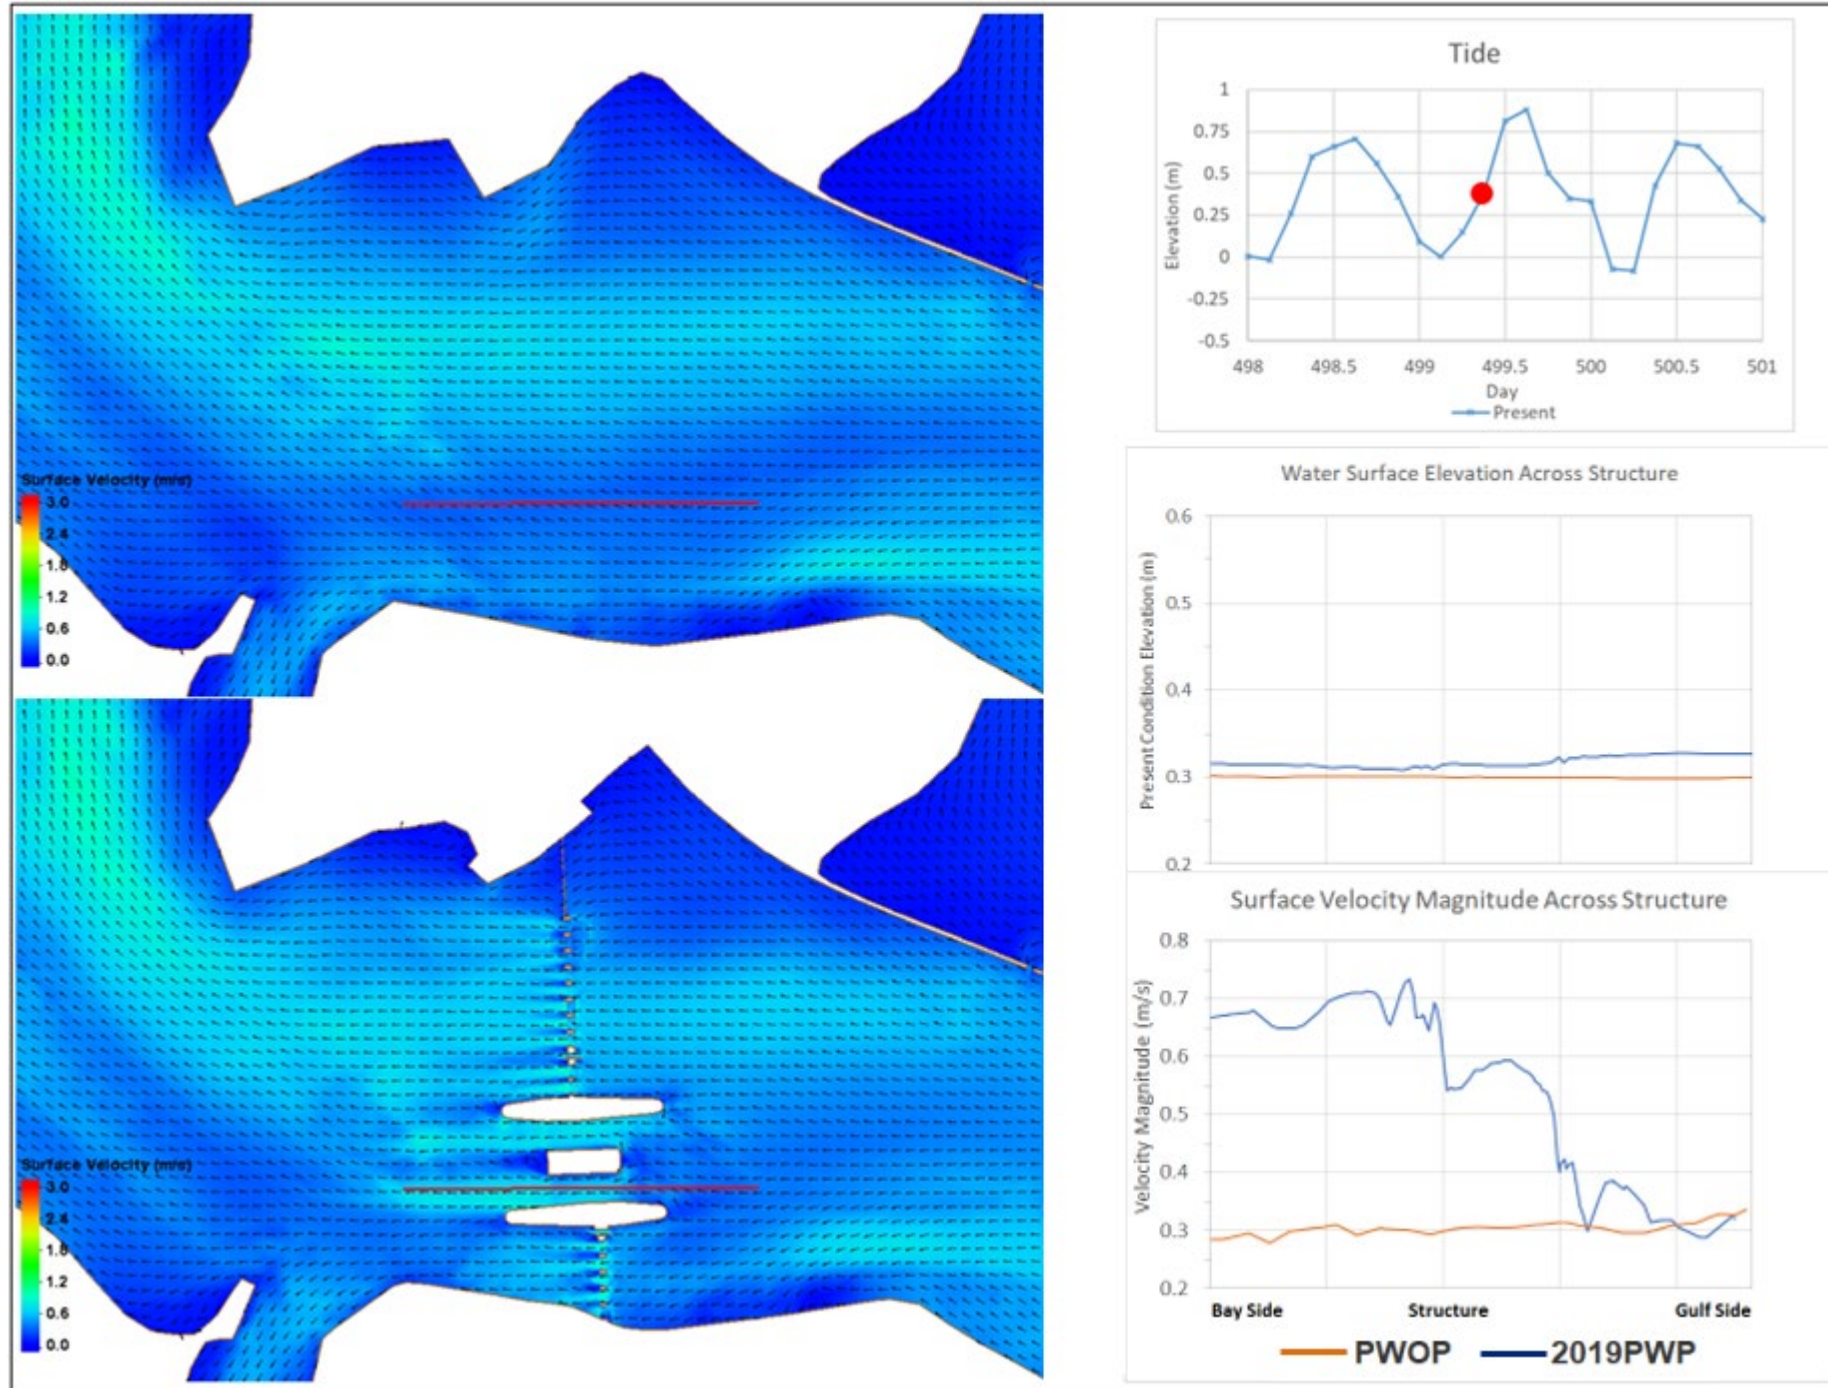 Surface Velocity (m/s)
3.0
2.4
1.8
1.2
0.6
0.0
Surface Velocity (m/s)
3.0
2.4
1.8
1.2
0.6
0.0
Tide
Elevation (m)
1
0.75
0.5
0.25
0
-0.25
-0.5
498 498.5 499 499.5 500 500.5 501
Day
Present
Water Surface Elevation Across Structure
Present Condition Elevation (m)
0.6
0.5
0.4
0.3
0.2
Surface Velocity Magnitude Across Structure
Velocity Magnitude (m/s)
0.8
0.7
0.6
0.5
0.4
0.3
0.2
Bay Side Structure Gulf Side
PWOP 2019PWP